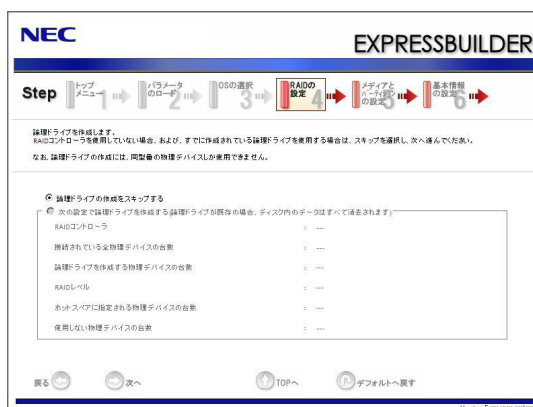 NEC
EXPRESSBUILDER
Step
トップ
メニュー 1
パラメータ
のロード 2
OSの選択
3
RAIDの
設定 4
メディアと
パーティション
の設定 5
基本情報
の設定 6
論理ドライブを作成します。
RAIDコントローラを使用していない場合、および、すでに作成されている論理ドライブを使用する場合は、スキップを選択し、次へ進んでください。
なお、論理ドライブの作成には、同型番の物理デバイスしか使用できません。
論理ドライブの作成をスキップする
次の設定で論理ドライブを作成する(論理ドライブが既存の場合、ディスク内のデータはすべて消去されます)
RAIDコントローラ : ---
接続されている全物理デバイスの台数 : ---
論理ドライブを作成する物理デバイスの台数 : ---
RAIDレベル : ---
ホットスペアに指定される物理デバイスの台数 : ---
使用しない物理デバイスの台数 : ---
戻る 次へ TOPへ デフォルトへ戻す